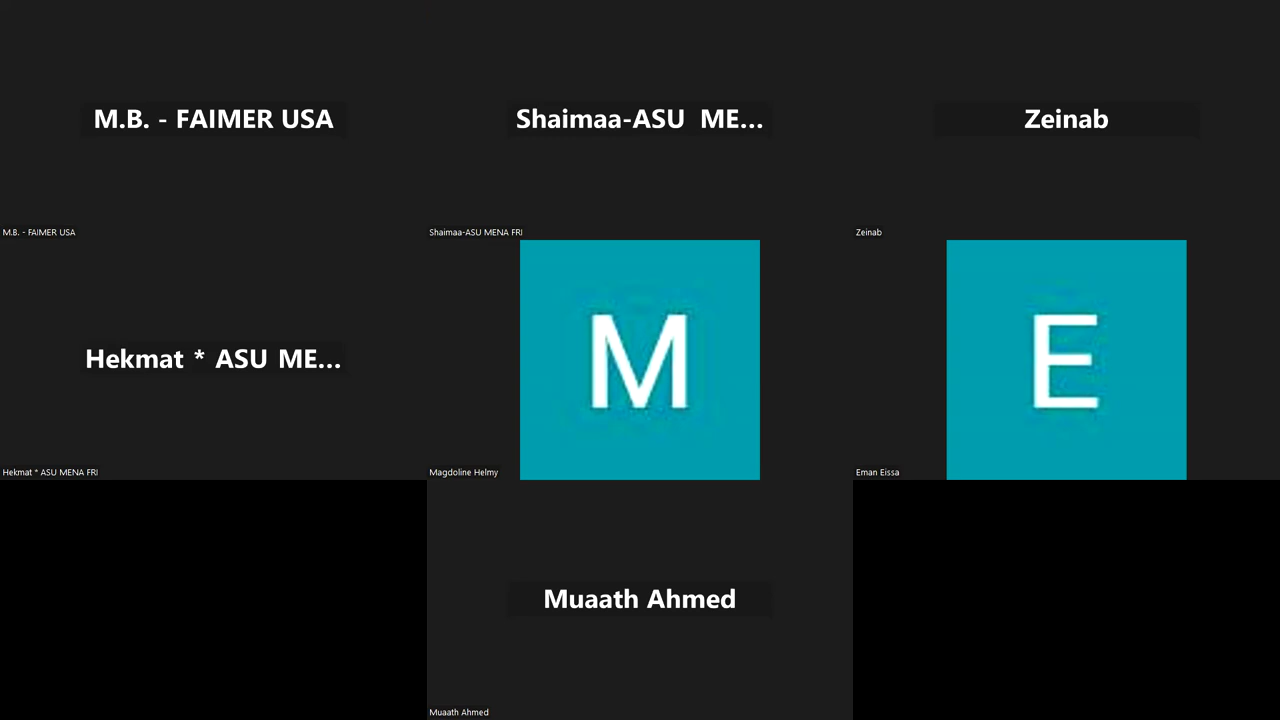 M.B. - FAIMER USA
Shaimaa-ASU ME...
Zeinab
M.B. - FAIMER USA
Shaimaa-ASU MENA FRI
Zeinab
Hekmat * ASU ME...
M
E
Hekmat * ASU MENA FRI
Magdoline Helmy
Eman Eissa
Muaath Ahmed
Muaath Ahmed